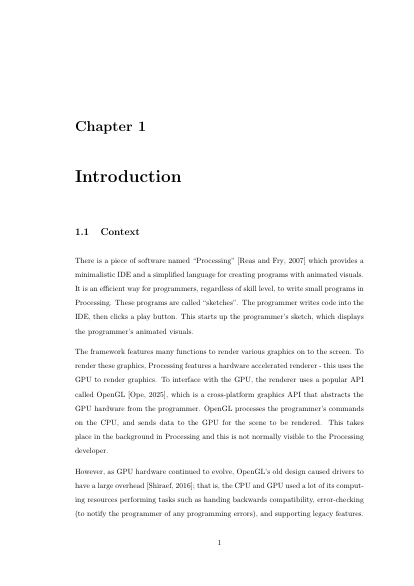 Chapter 1
Introduction
1.1 Context
There is a piece of software named “Processing” [Reas and Fry, 2007] which provides a
minimalistic IDE and a simplified language for creating programs with animated visuals.
It is an efficient way for programmers, regardless of skill level, to write small programs in
Processing. These programs are called “sketches”. The programmer writes code into the
IDE, then clicks a play button. This starts up the programmer’s sketch, which displays
the programmer’s animated visuals.
The framework features many functions to render various graphics on to the screen. To
render these graphics, Processing features a hardware accelerated renderer - this uses the
GPU to render graphics. To interface with the GPU, the renderer uses a popular API
called OpenGL [Ope, 2025], which is a cross-platform graphics API that abstracts the
GPU hardware from the programmer. OpenGL processes the programmer’s commands
on the CPU, and sends data to the GPU for the scene to be rendered. This takes
place in the background in Processing and this is not normally visible to the Processing
developer.
However, as GPU hardware continued to evolve, OpenGL’s old design caused drivers to
have a large overhead [Shiraef, 2016]; that is, the CPU and GPU used a lot of its comput-
ing resources performing tasks such as handing backwards compatibility, error-checking
(to notify the programmer of any programming errors), and supporting legacy features.
1